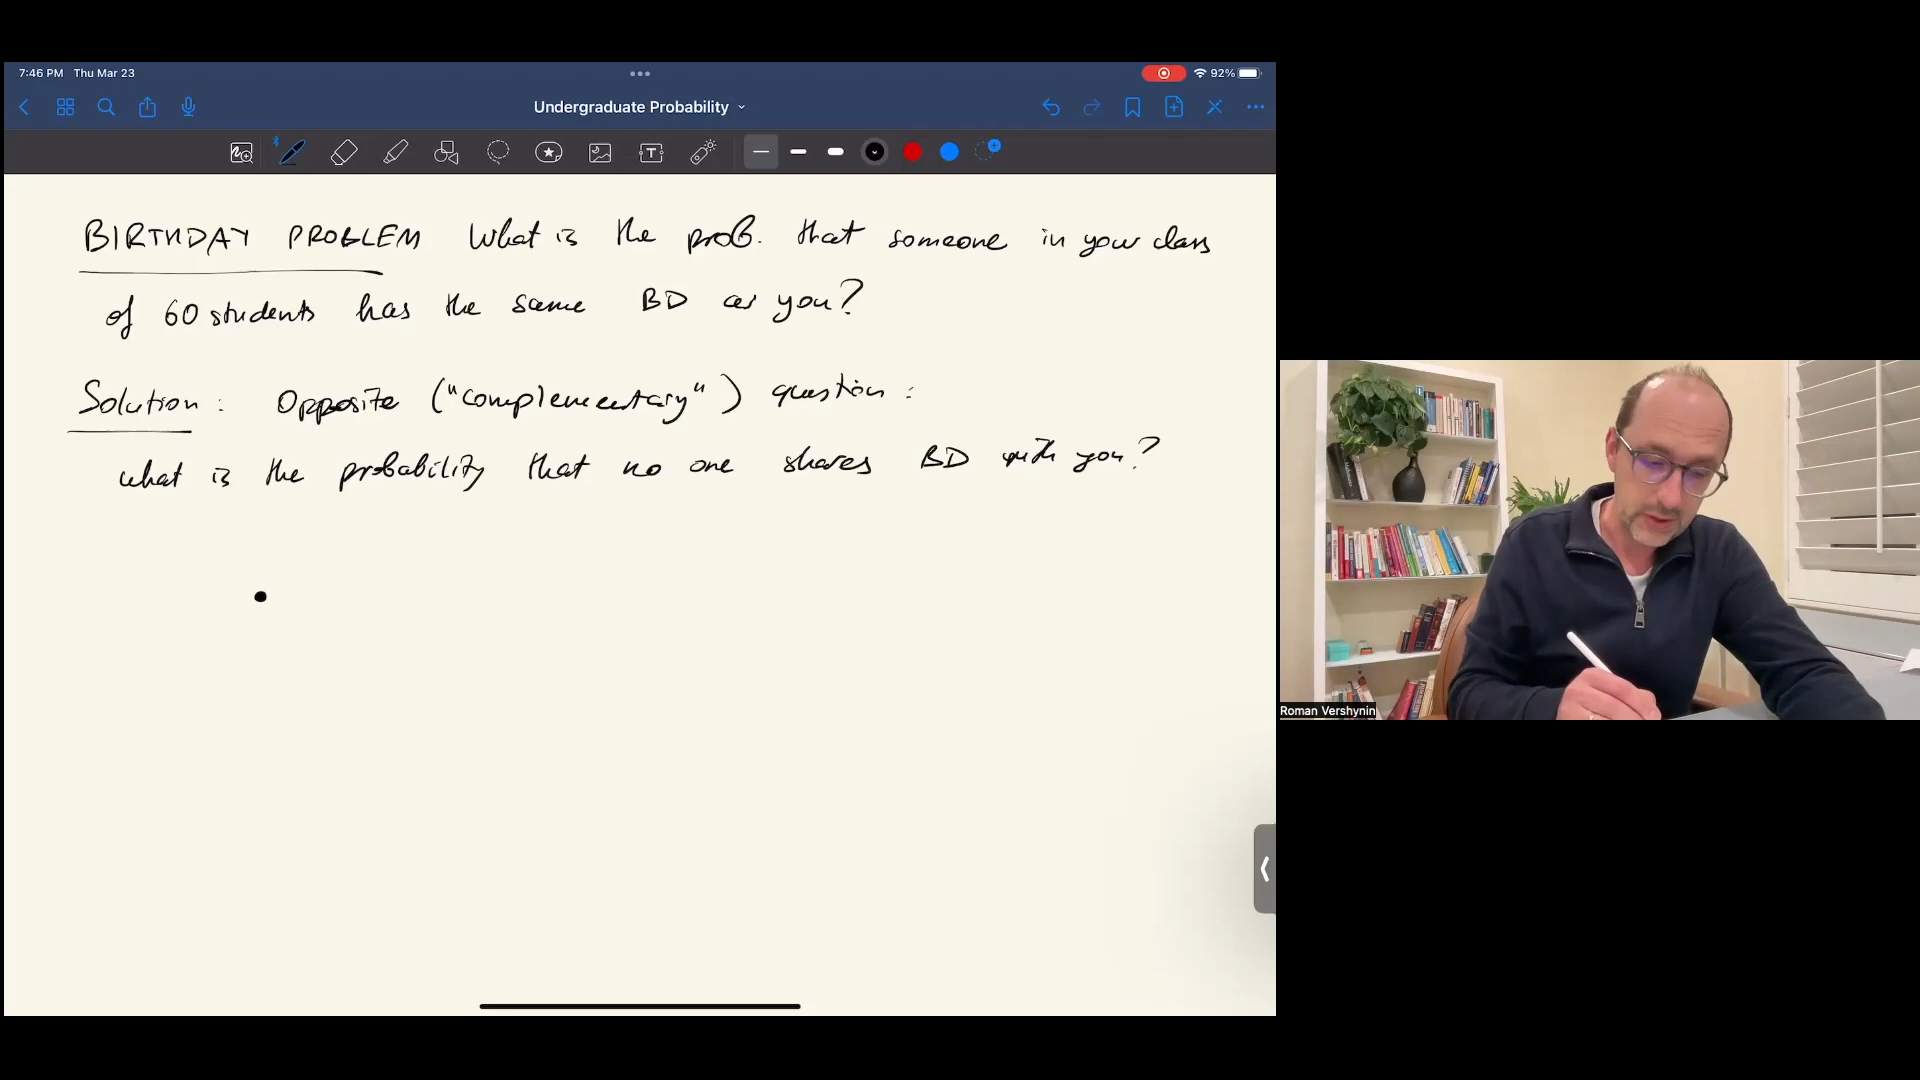 7:46 PM Thu Mar 23
92%
Undergraduate Probability
BIRTHDAY PROBLEM What is the prob. that someone in your class
of 60 students has the same BD as you?
Solution: Opposite ("complementary") question:
what is the probability that no one shares BD with you?
Roman Vershynin